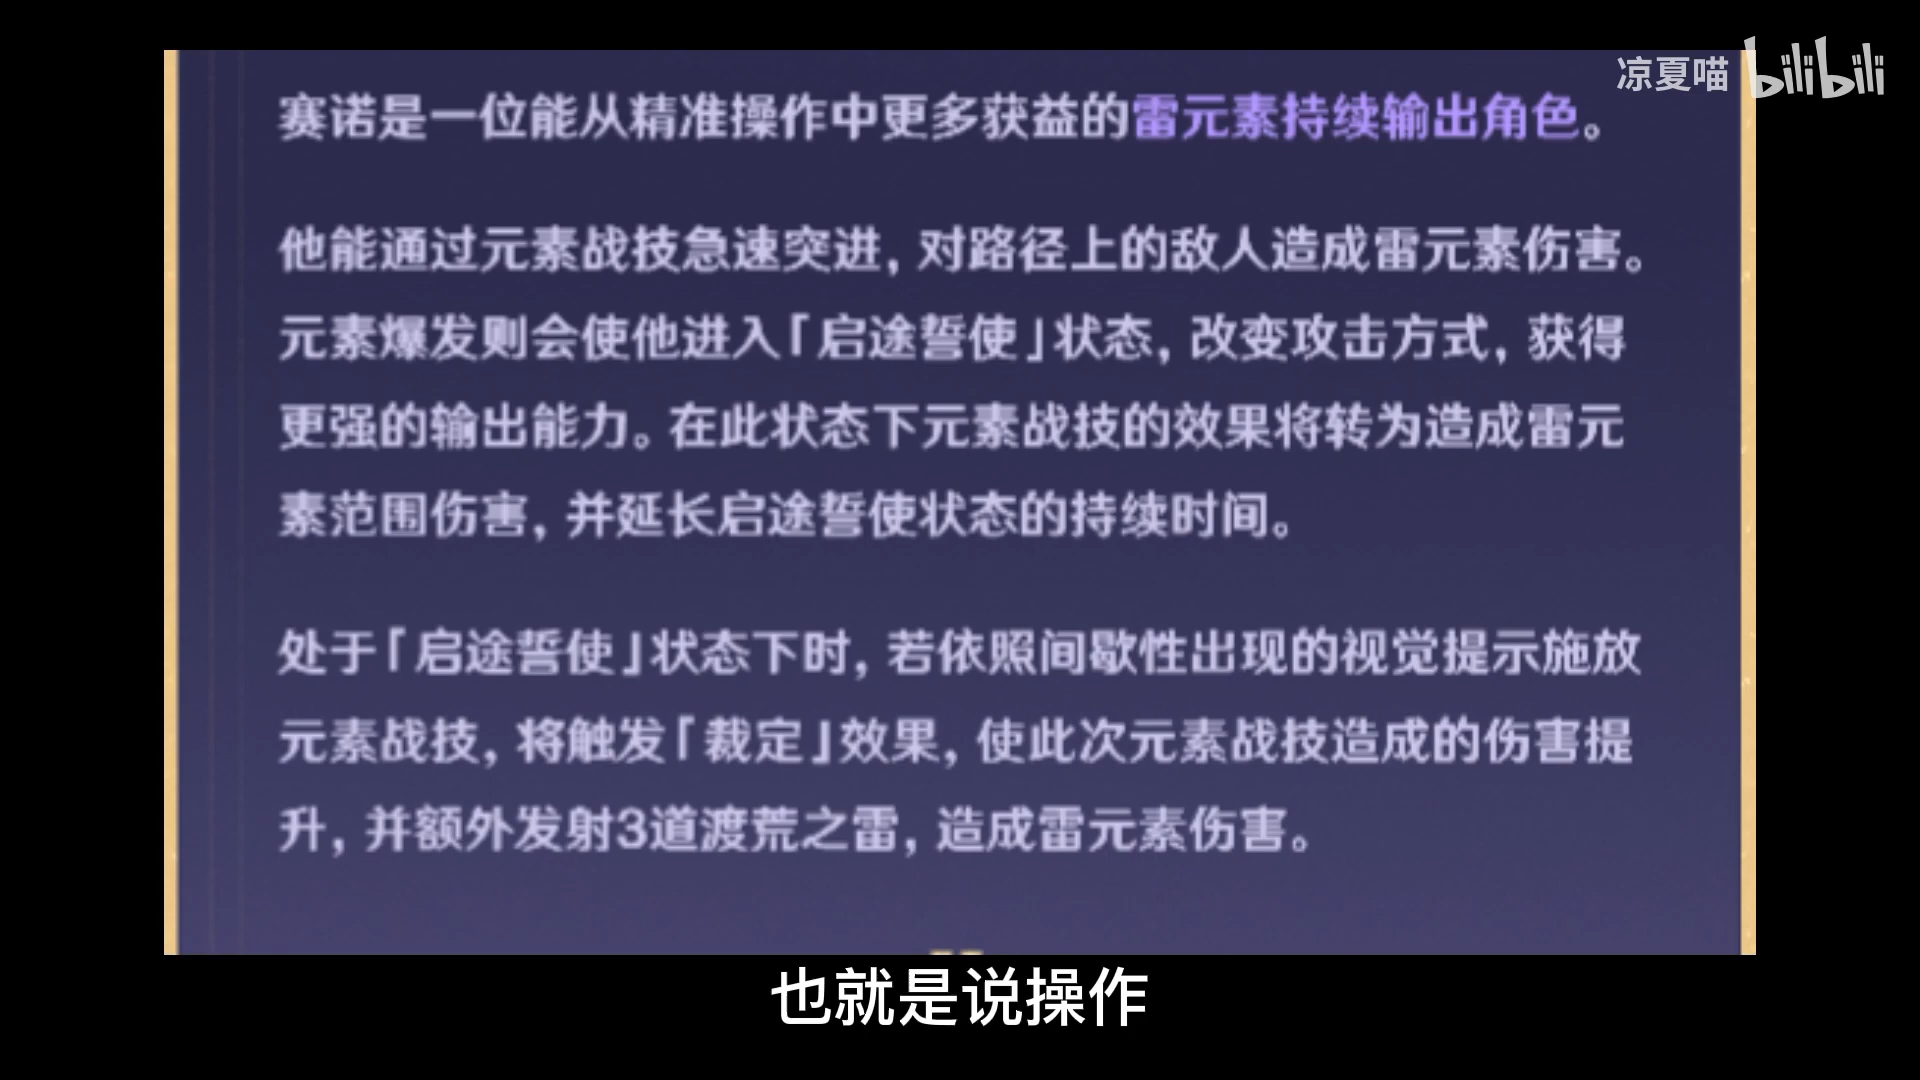 凉夏喵 bilibili
赛诺是一位能从精准操作中更多获益的雷元素持续输出角色。
他能通过元素战技急速突进，对路径上的敌人造成雷元素伤害。
元素爆发则会使他进入「启途誓使」状态，改变攻击方式，获得
更强的输出能力。在此状态下元素战技的效果将转为造成雷元
素范围伤害，并延长启途誓使状态的持续时间。
处于「启途誓使」状态下时，若依照间歇性出现的视觉提示施放
元素战技，将触发「裁定」效果，使此次元素战技造成的伤害提
升，并额外发射3道渡荒之雷，造成雷元素伤害。
也就是说操作